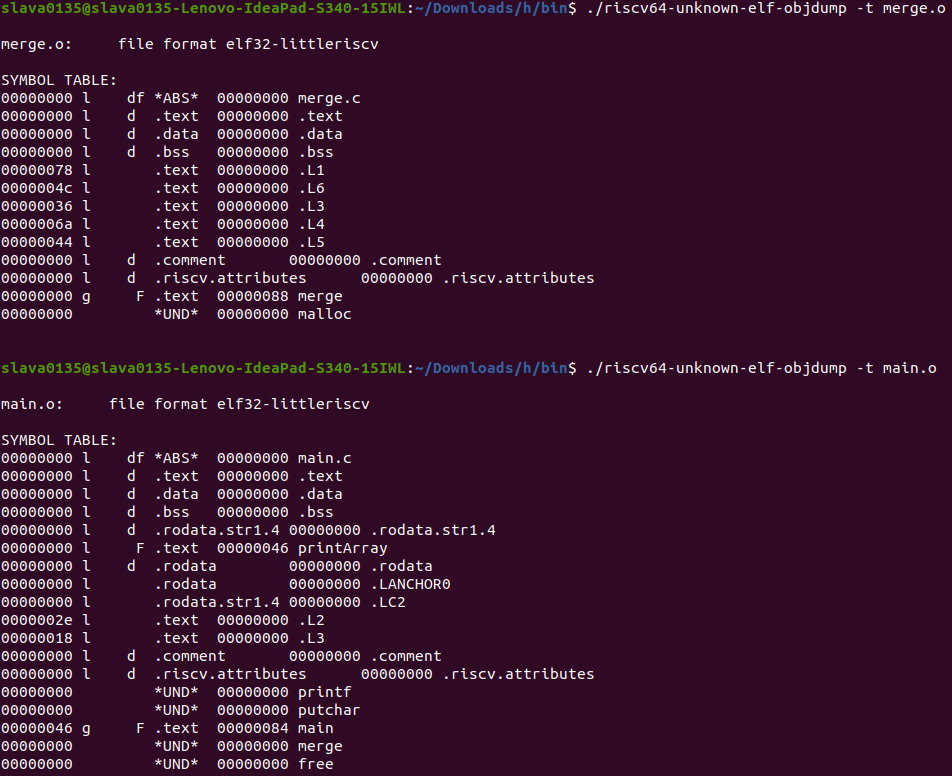 slava0135@slava0135-Lenovo-IdeaPad-S340-15IWL:~/Downloads/h/bin$ ./riscv64-unknown-elf-objdump -t merge.o
merge.o:     file format elf32-littleriscv
SYMBOL TABLE:
00000000 l    df *ABS*  00000000 merge.c
00000000 l    d  .text  00000000 .text
00000000 l    d  .data  00000000 .data
00000000 l    d  .bss   00000000 .bss
00000078 l       .text  00000000 .L1
0000004c l       .text  00000000 .L6
00000036 l       .text  00000000 .L3
0000006a l       .text  00000000 .L4
00000044 l       .text  00000000 .L5
00000000 l    d  .comment       00000000 .comment
00000000 l    d  .riscv.attributes      00000000 .riscv.attributes
00000000 g     F .text  00000088 merge
00000000         *UND*  00000000 malloc
slava0135@slava0135-Lenovo-IdeaPad-S340-15IWL:~/Downloads/h/bin$ ./riscv64-unknown-elf-objdump -t main.o
main.o:     file format elf32-littleriscv
SYMBOL TABLE:
00000000 l    df *ABS*  00000000 main.c
00000000 l    d  .text  00000000 .text
00000000 l    d  .data  00000000 .data
00000000 l    d  .bss   00000000 .bss
00000000 l    d  .rodata.str1.4 00000000 .rodata.str1.4
00000000 l     F .text  00000046 printArray
00000000 l    d  .rodata        00000000 .rodata
00000000 l       .rodata        00000000 .LANCHOR0
00000000 l       .rodata.str1.4 00000000 .LC2
0000002e l       .text  00000000 .L2
00000018 l       .text  00000000 .L3
00000000 l    d  .comment       00000000 .comment
00000000 l    d  .riscv.attributes      00000000 .riscv.attributes
00000000         *UND*  00000000 printf
00000000         *UND*  00000000 putchar
00000046 g     F .text  00000084 main
00000000         *UND*  00000000 merge
00000000         *UND*  00000000 free